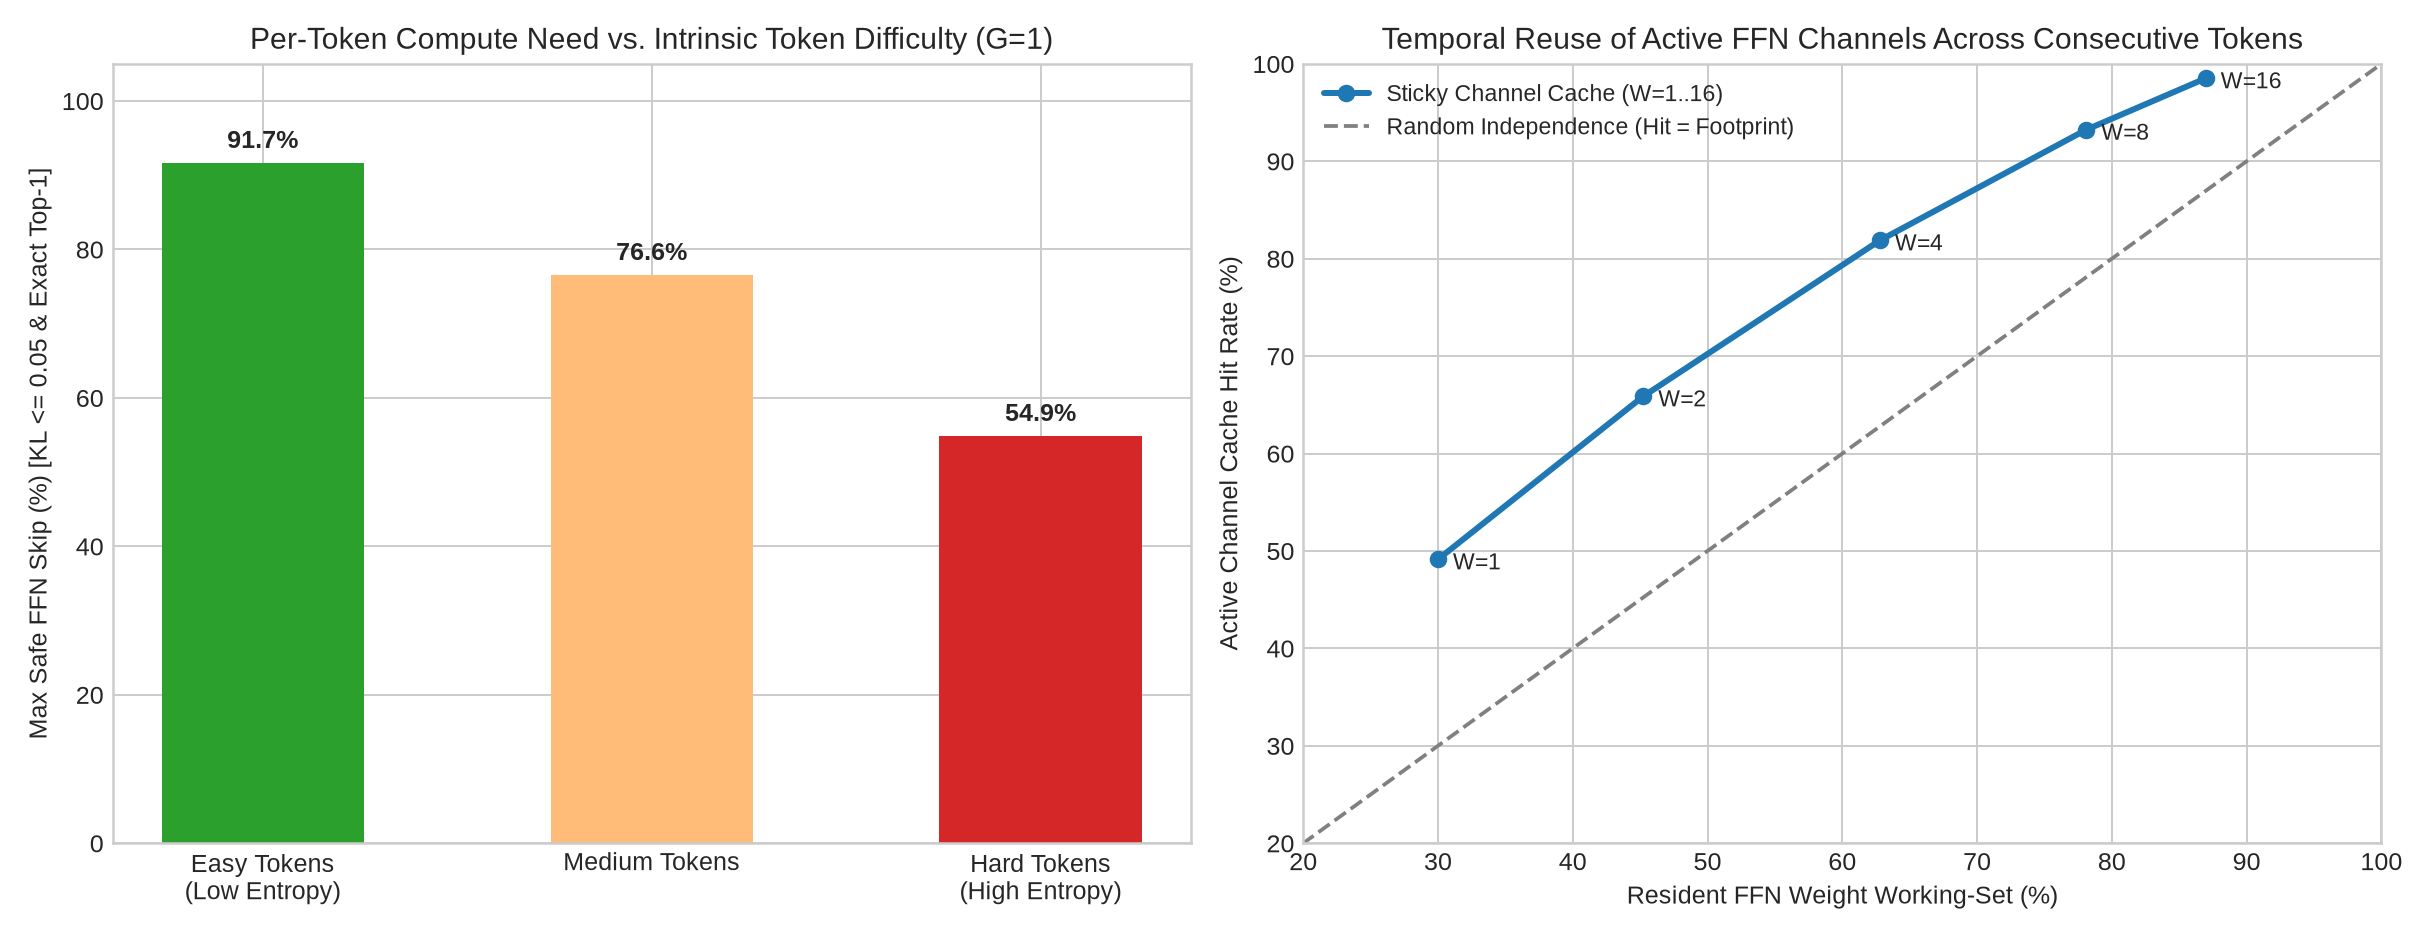 Per-Token Compute Need vs. Intrinsic Token Difficulty (G=1)
Max Safe FFN Skip (%) [KL <= 0.05 & Exact Top-1]
100
80
60
40
20
0
91.7%
76.6%
54.9%
Easy Tokens
(Low Entropy)
Medium Tokens
Hard Tokens
(High Entropy)
Temporal Reuse of Active FFN Channels Across Consecutive Tokens
Active Channel Cache Hit Rate (%)
100
90
80
70
60
50
40
30
20
Sticky Channel Cache (W=1..16)
Random Independence (Hit = Footprint)
W=16
W=8
W=4
W=2
W=1
20 30 40 50 60 70 80 90 100
Resident FFN Weight Working-Set (%)